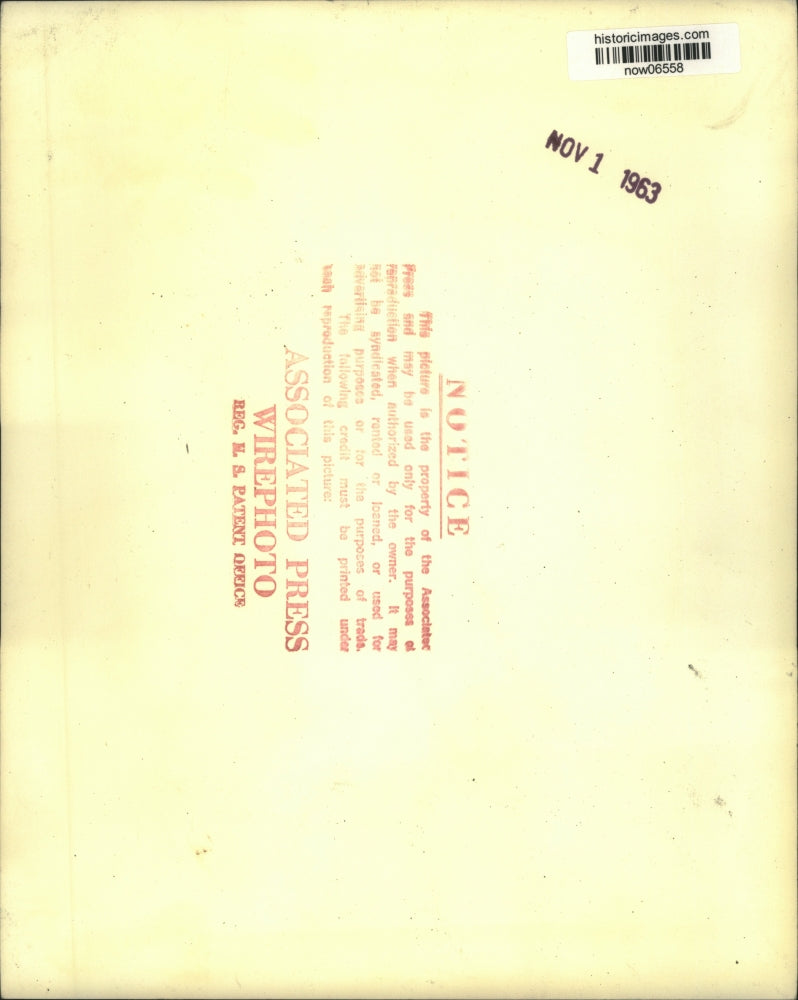 historicimages.com
now06558
NOV 1 1963
NOTICE
This picture is the property of the Associated
Press and may be used only for the purposes of
reproduction when authorized by the owner. It may
not be syndicated, rented or loaned, or used for
advertising purposes or for the purposes of trade.
The following credit must be printed under
each reproduction of this picture:
ASSOCIATED PRESS
WIREPHOTO
REG. U. S. PATENT OFFICE